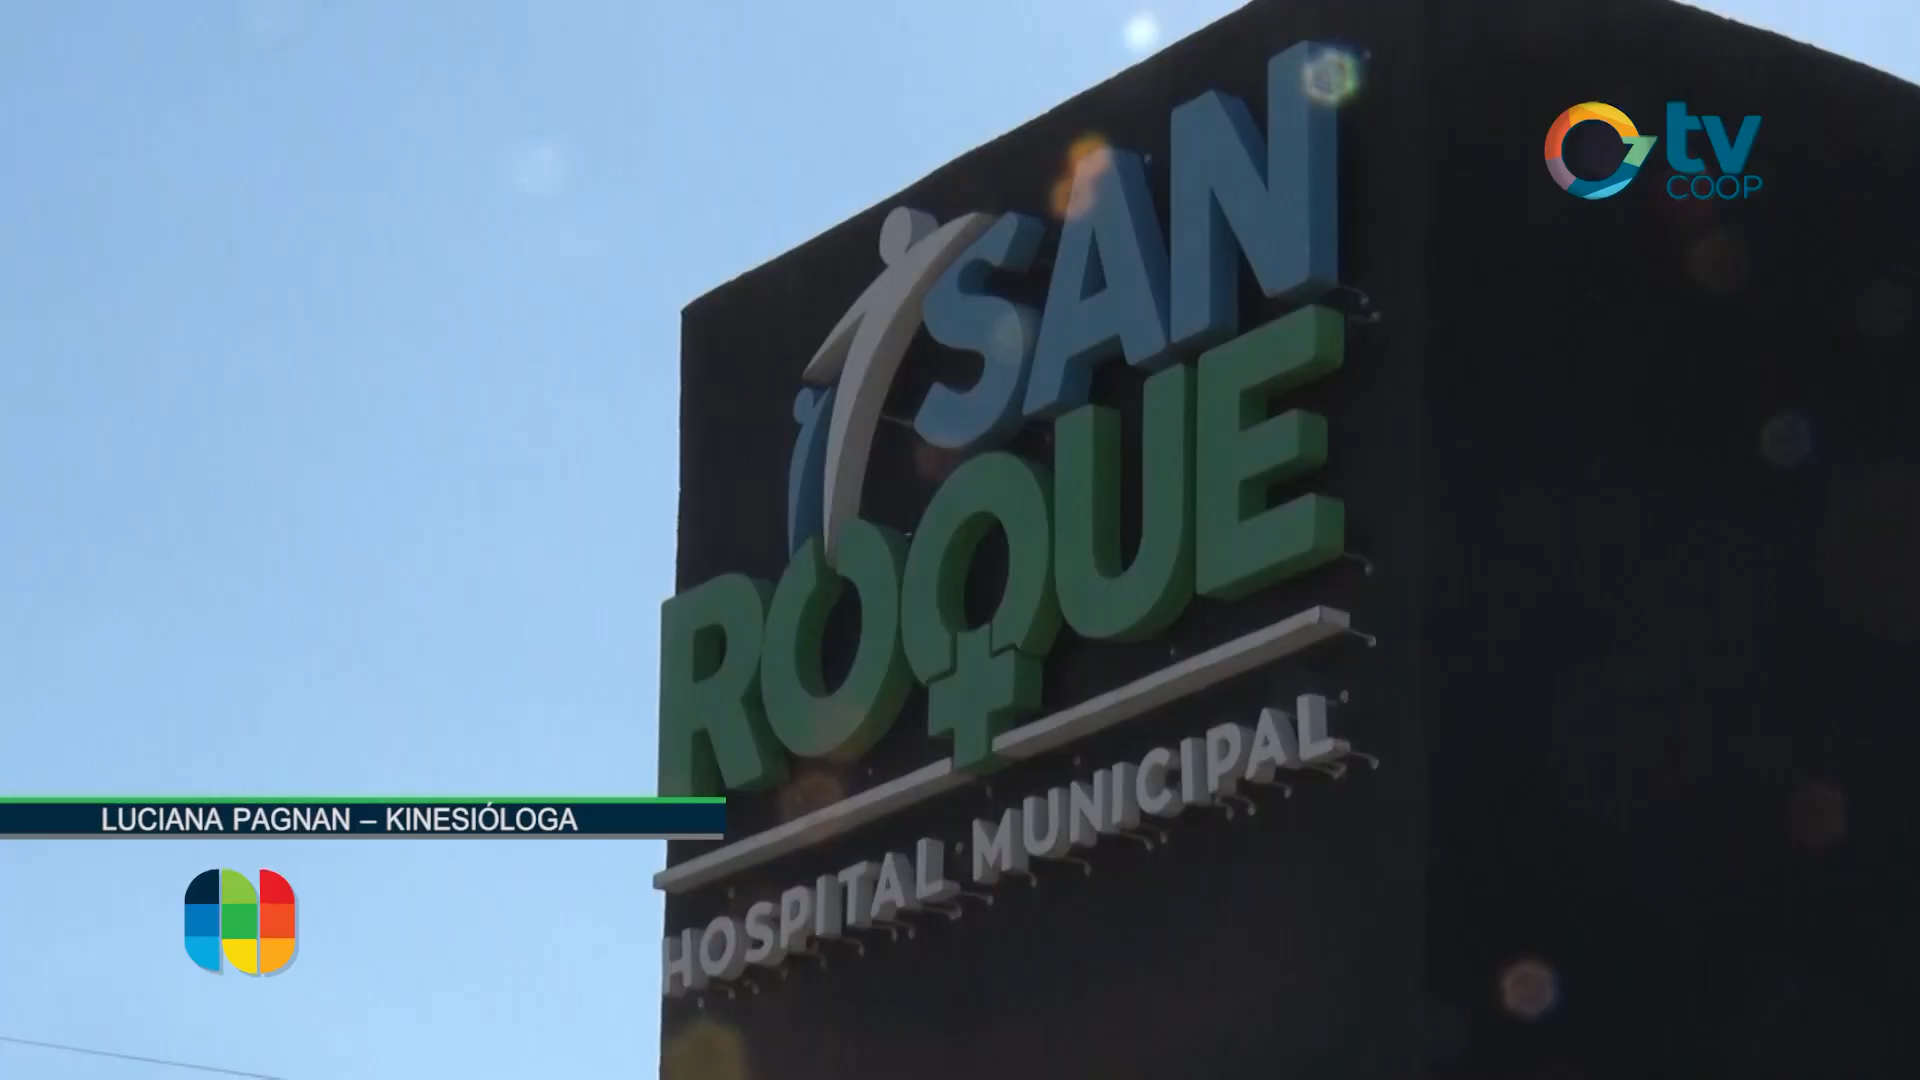 SAN
ROQUE
HOSPITAL MUNICIPAL
tv
COOP
LUCIANA PAGNAN – KINESIÓLOGA